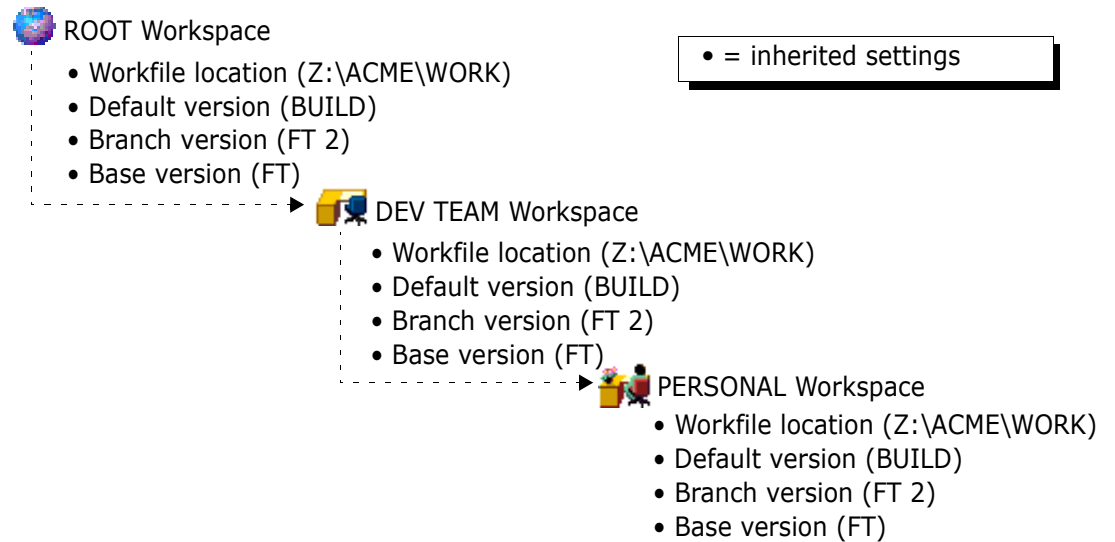 ROOT Workspace
• Workfile location (Z:\ACME\WORK)
• Default version (BUILD)
• Branch version (FT 2)
• Base version (FT)
• = inherited settings
DEV TEAM Workspace
• Workfile location (Z:\ACME\WORK)
• Default version (BUILD)
• Branch version (FT 2)
• Base version (FT)
PERSONAL Workspace
• Workfile location (Z:\ACME\WORK)
• Default version (BUILD)
• Branch version (FT 2)
• Base version (FT)